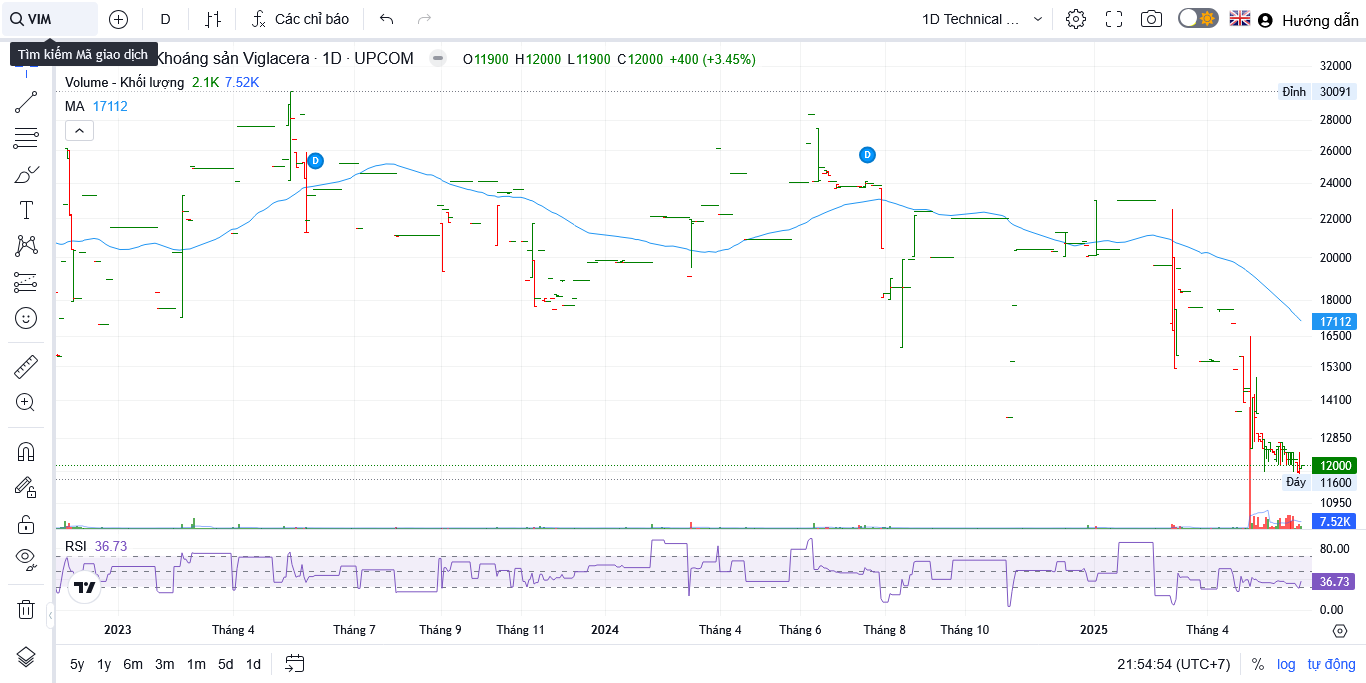 VIM
D
Các chỉ báo
1D Technical ...
Hướng dẫn
Tìm kiếm Mã giao dịch
Khoáng sản Viglacera · 1D · UPCOM
O11900 H12000 L11900 C12000 +400 (+3.45%)
Volume - Khối lượng 2.1K 7.52K
MA 17112
D
D
32000
Đỉnh 30091
28000
26000
24000
22000
20000
18000
17112
16500
15300
14100
12850
12000
Đáy 11600
10950
7.52K
RSI 36.73
80.00
36.73
0.00
2023 Tháng 4 Tháng 7 Tháng 9 Tháng 11 2024 Tháng 4 Tháng 6 Tháng 8 Tháng 10 2025 Tháng 4
5y 1y 6m 3m 1m 5d 1d
21:54:54 (UTC+7) % log tự động